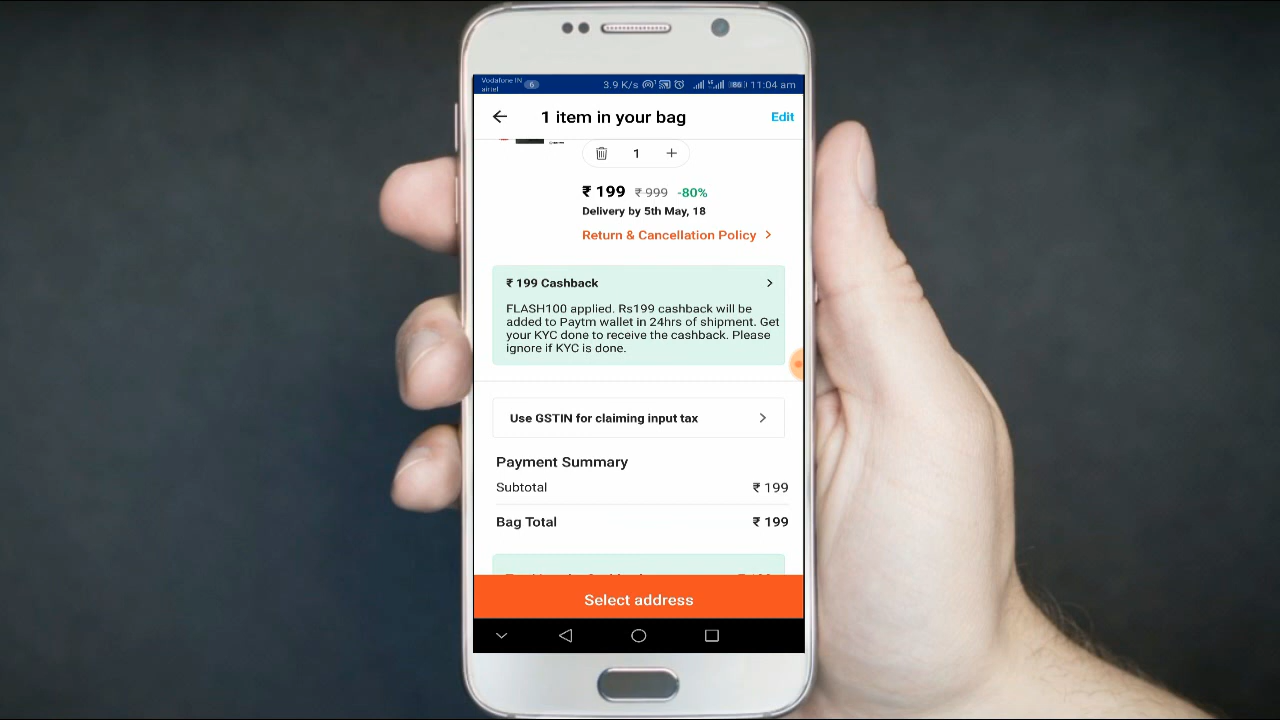 Vodafone IN
airtel
6
3.9 K/s
86
11:04 am
1 item in your bag
Edit
1
₹ 199 ₹ 999 -80%
Delivery by 5th May, 18
Return & Cancellation Policy
₹ 199 Cashback
FLASH100 applied. Rs199 cashback will be
added to Paytm wallet in 24hrs of shipment. Get
your KYC done to receive the cashback. Please
ignore if KYC is done.
Use GSTIN for claiming input tax
Payment Summary
Subtotal ₹ 199
Bag Total ₹ 199
Select address